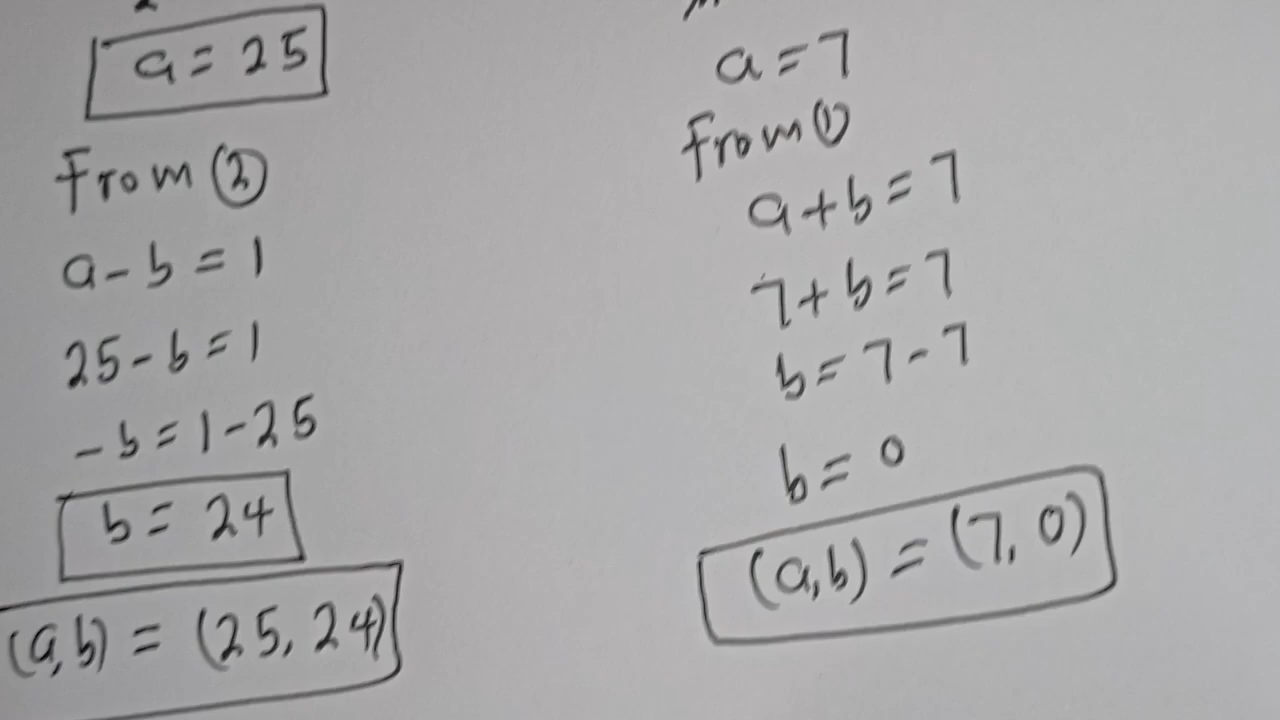 a = 25
From ②
a - b = 1
25 - b = 1
- b = 1 - 25
b = 24
(a,b) = (25, 24)
a = 7
From ①
a + b = 7
7 + b = 7
b = 7 - 7
b = 0
(a,b) = (7, 0)